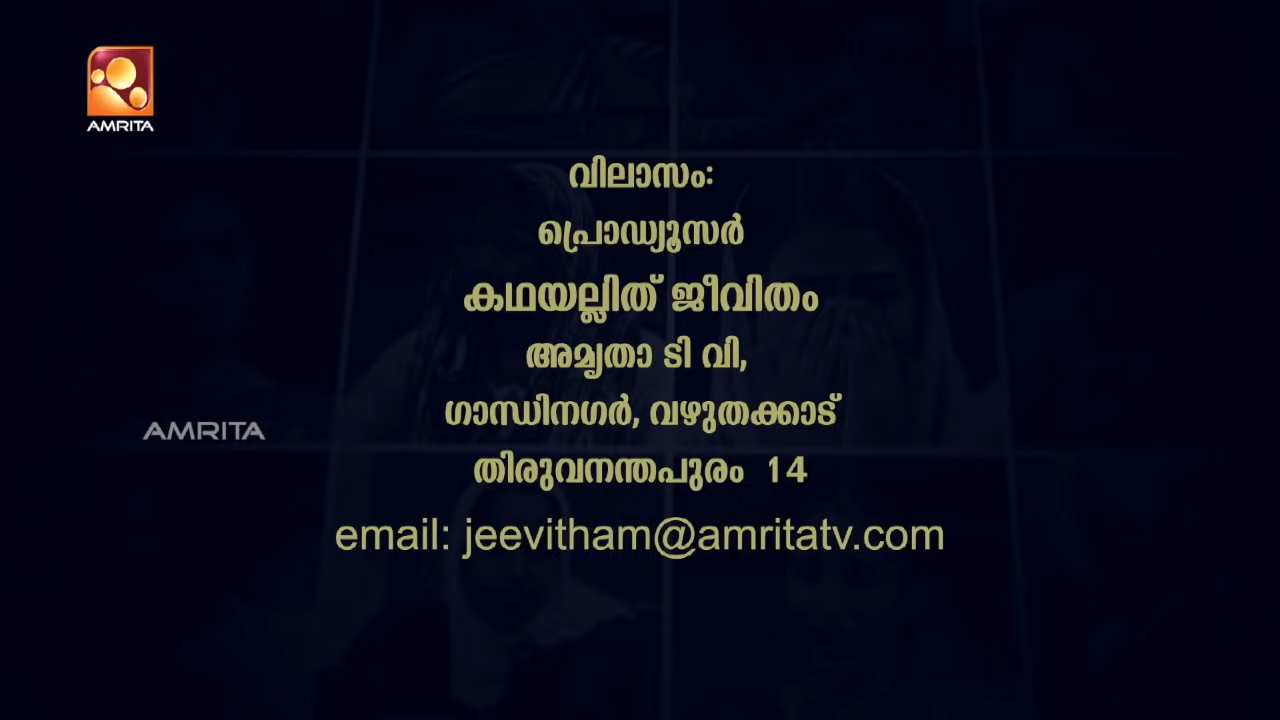 AMRITA
വിലാസം:
പ്രൊഡ്യൂസർ
കഥയല്ലിത് ജീവിതം
അമൃതാ ടി വി,
ഗാന്ധിനഗർ, വഴുതക്കാട്
AMRITA
തിരുവനന്തപുരം 14
email: jeevitham@amritatv.com